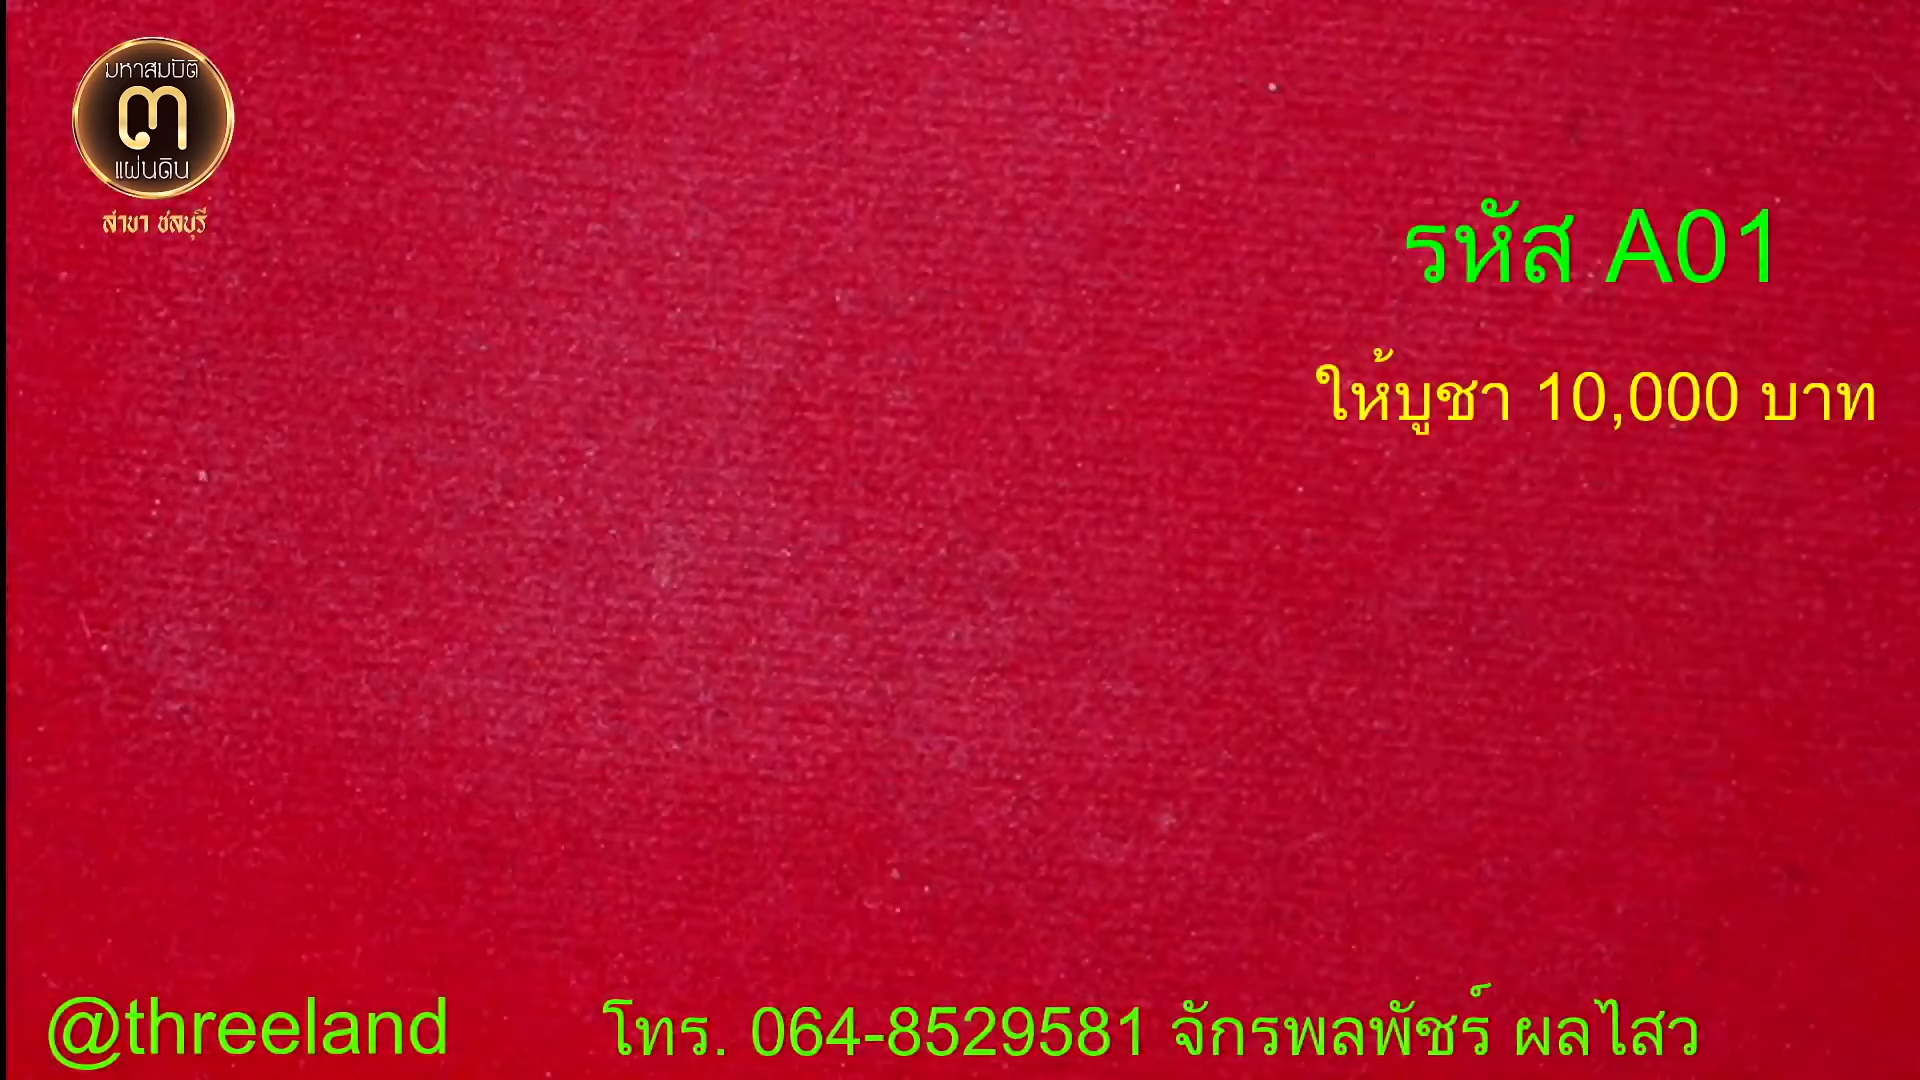 มหาสมบัติ
๓
แผ่นดิน
สาขา ชลบุรี
รหัส A01
ให้บูชา 10,000 บาท
@threeland
โทร. 064-8529581 จักรพลพัชร์ ผลไสว